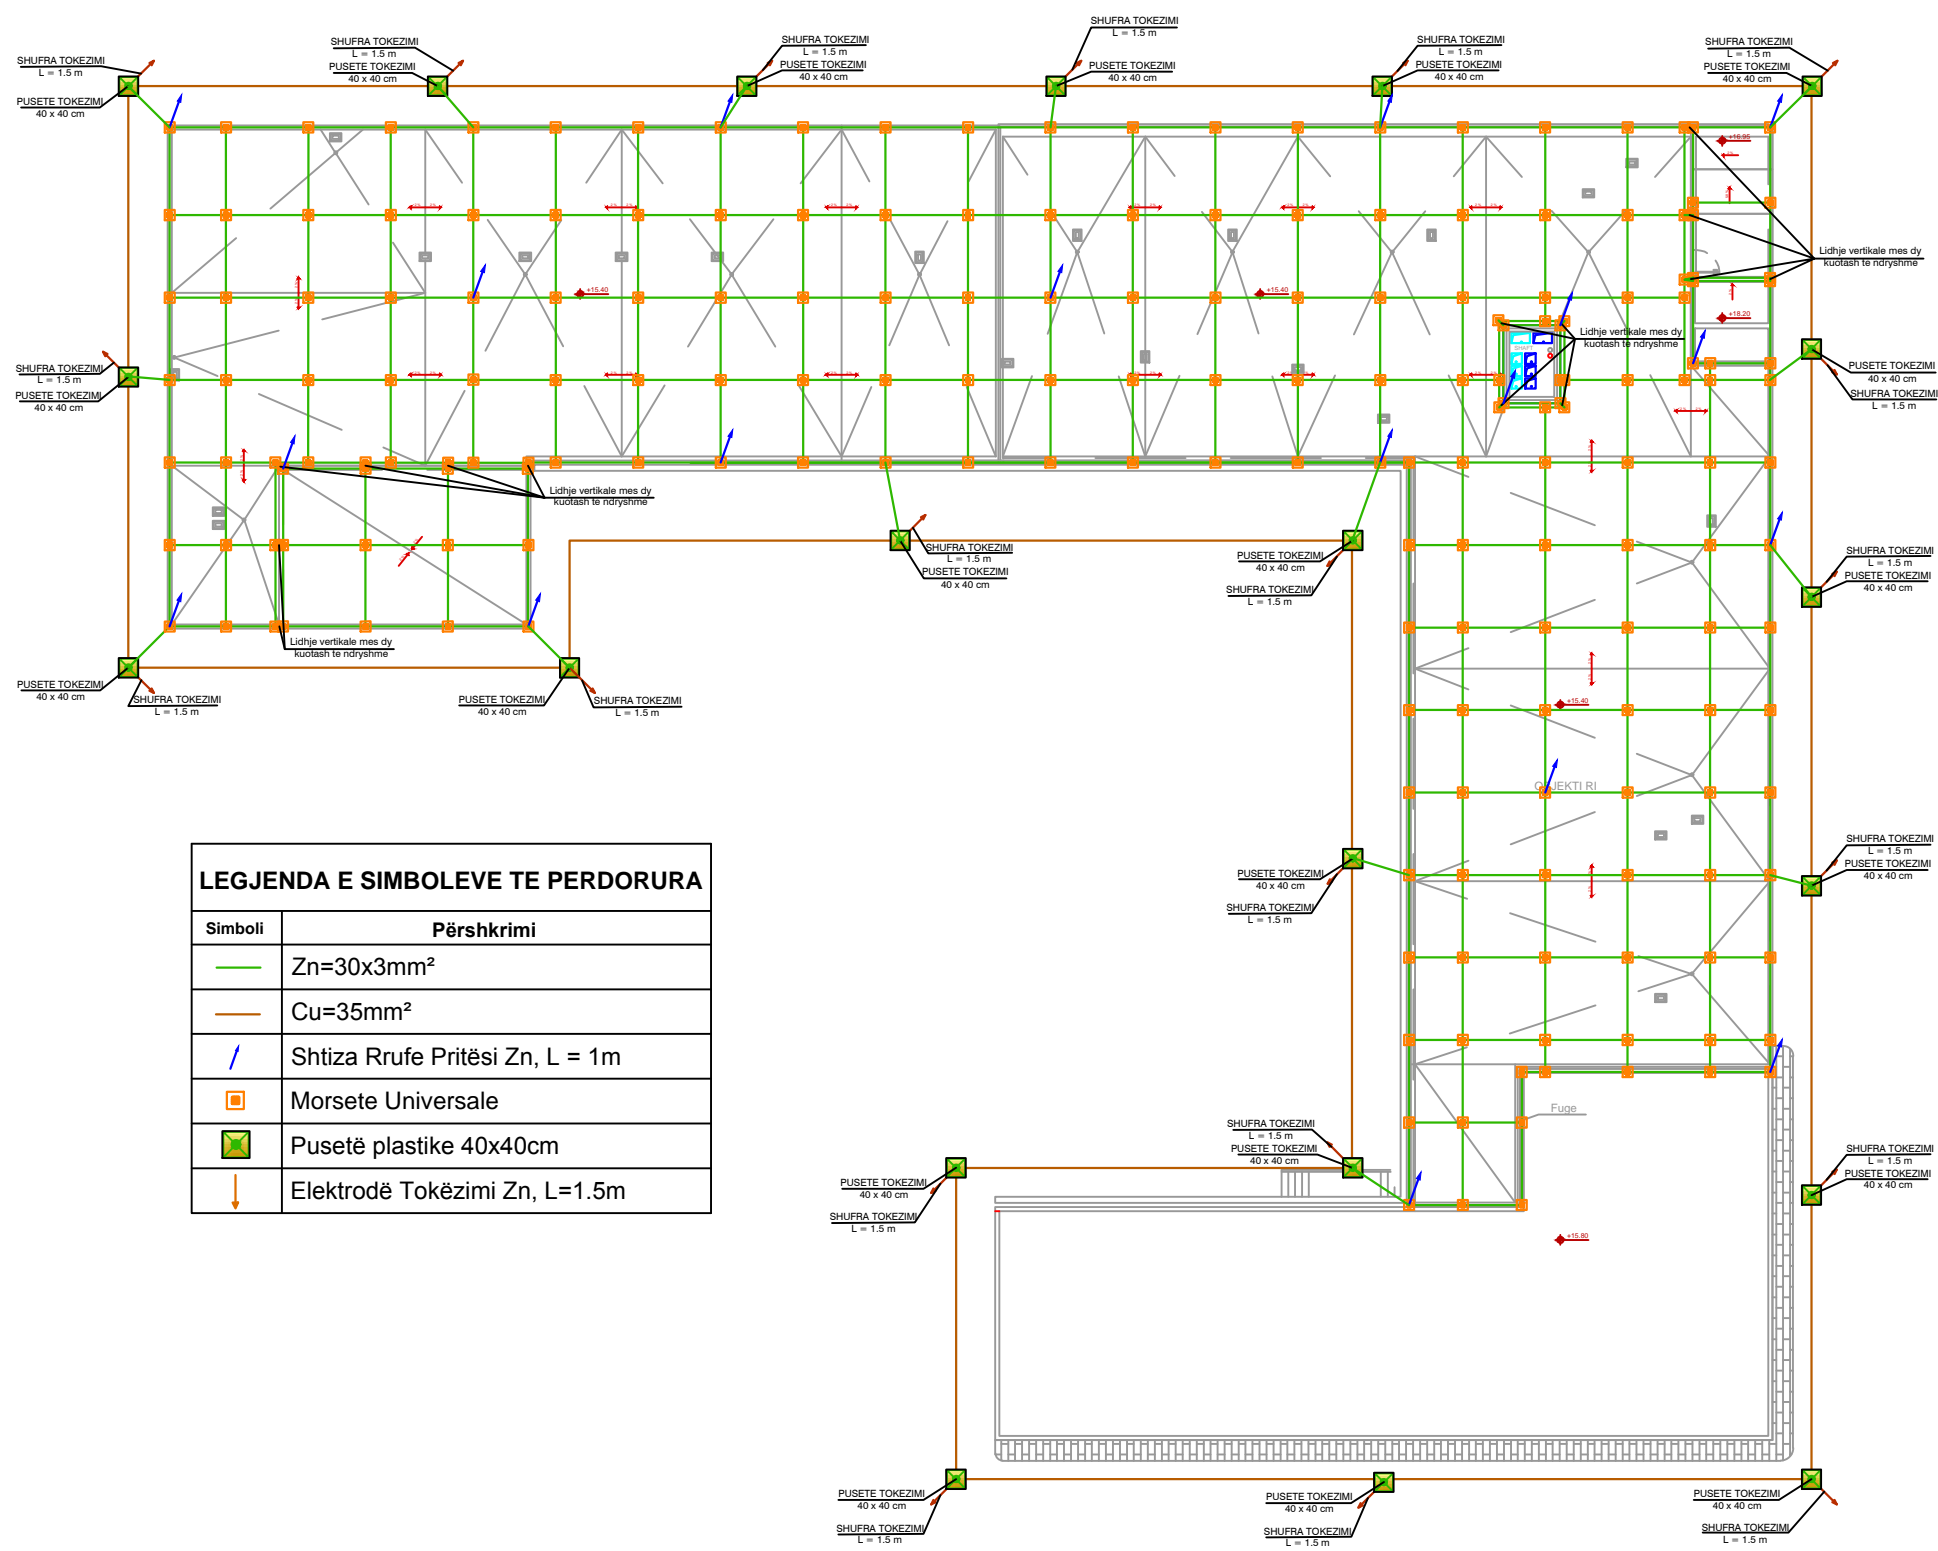 SHUFRA TOKEZIMI
L = 1.5 m
PUSETE TOKEZIMI
40 x 40 cm
SHUFRA TOKEZIMI
L = 1.5 m
PUSETE TOKEZIMI
40 x 40 cm
SHUFRA TOKEZIMI
L = 1.5 m
PUSETE TOKEZIMI
40 x 40 cm
SHUFRA TOKEZIMI
L = 1.5 m
PUSETE TOKEZIMI
40 x 40 cm
SHUFRA TOKEZIMI
L = 1.5 m
PUSETE TOKEZIMI
40 x 40 cm
SHUFRA TOKEZIMI
L = 1.5 m
PUSETE TOKEZIMI
40 x 40 cm
+16.95
Lidhje vertikale mes dy
kuotash te ndryshme
+15.40
+15.40
+18.20
Lidhje vertikale mes dy
kuotash te ndryshme
SHAFT
SHUFRA TOKEZIMI
L = 1.5 m
PUSETE TOKEZIMI
40 x 40 cm
PUSETE TOKEZIMI
40 x 40 cm
SHUFRA TOKEZIMI
L = 1.5 m
Lidhje vertikale mes dy
kuotash te ndryshme
SHUFRA TOKEZIMI
L = 1.5 m
PUSETE TOKEZIMI
40 x 40 cm
PUSETE TOKEZIMI
40 x 40 cm
SHUFRA TOKEZIMI
L = 1.5 m
SHUFRA TOKEZIMI
L = 1.5 m
PUSETE TOKEZIMI
40 x 40 cm
Lidhje vertikale mes dy
kuotash te ndryshme
PUSETE TOKEZIMI
40 x 40 cm
SHUFRA TOKEZIMI
L = 1.5 m
PUSETE TOKEZIMI
40 x 40 cm
SHUFRA TOKEZIMI
L = 1.5 m
+15.40
OBJEKTI RI
LEGJENDA E SIMBOLEVE TE PERDORURA
Simboli Përshkrimi
Zn=30x3mm²
Cu=35mm²
Shtiza Rrufe Pritësi Zn, L = 1m
Morsete Universale
Pusetë plastike 40x40cm
Elektrodë Tokëzimi Zn, L=1.5m
PUSETE TOKEZIMI
40 x 40 cm
SHUFRA TOKEZIMI
L = 1.5 m
SHUFRA TOKEZIMI
L = 1.5 m
PUSETE TOKEZIMI
40 x 40 cm
Fuge
SHUFRA TOKEZIMI
L = 1.5 m
PUSETE TOKEZIMI
40 x 40 cm
SHUFRA TOKEZIMI
L = 1.5 m
PUSETE TOKEZIMI
40 x 40 cm
PUSETE TOKEZIMI
40 x 40 cm
SHUFRA TOKEZIMI
L = 1.5 m
+15.80
PUSETE TOKEZIMI
40 x 40 cm
SHUFRA TOKEZIMI
L = 1.5 m
PUSETE TOKEZIMI
40 x 40 cm
SHUFRA TOKEZIMI
L = 1.5 m
PUSETE TOKEZIMI
40 x 40 cm
SHUFRA TOKEZIMI
L = 1.5 m